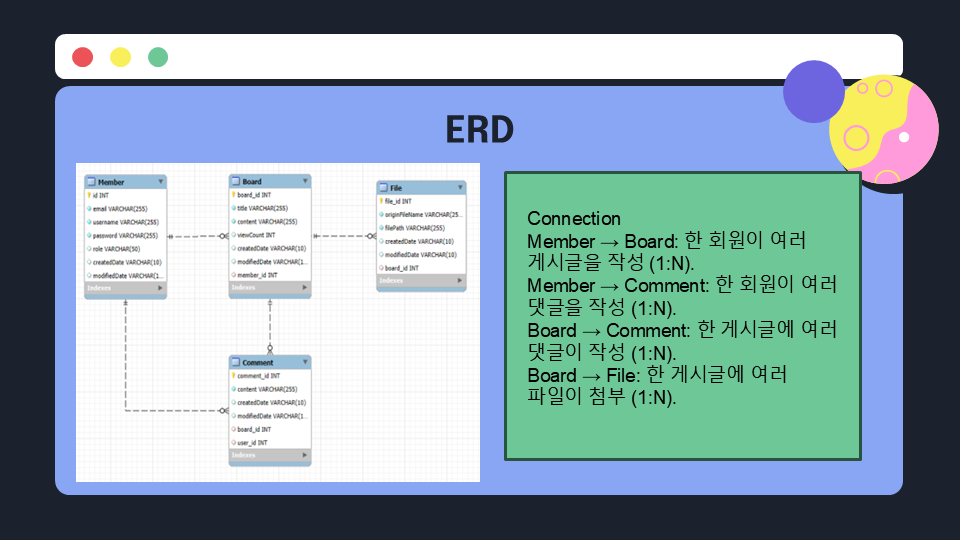 ERD
Member
id INT
email VARCHAR(255)
username VARCHAR(255)
password VARCHAR(255)
role VARCHAR(50)
createdDate VARCHAR(10)
modifiedDate VARCHAR(1...
Indexes
Board
board_id INT
title VARCHAR(255)
content VARCHAR(255)
viewCount INT
createdDate VARCHAR(10)
modifiedDate VARCHAR(1...
member_id INT
Indexes
File
file_id INT
originFileName VARCHAR(25...
filePath VARCHAR(255)
createdDate VARCHAR(10)
modifiedDate VARCHAR(10)
board_id INT
Indexes
Comment
comment_id INT
content VARCHAR(255)
createdDate VARCHAR(10)
modifiedDate VARCHAR(1...
board_id INT
user_id INT
Indexes
Connection
Member → Board: 한 회원이 여러
게시글을 작성 (1:N).
Member → Comment: 한 회원이 여러
댓글을 작성 (1:N).
Board → Comment: 한 게시글에 여러
댓글이 작성 (1:N).
Board → File: 한 게시글에 여러
파일이 첨부 (1:N).